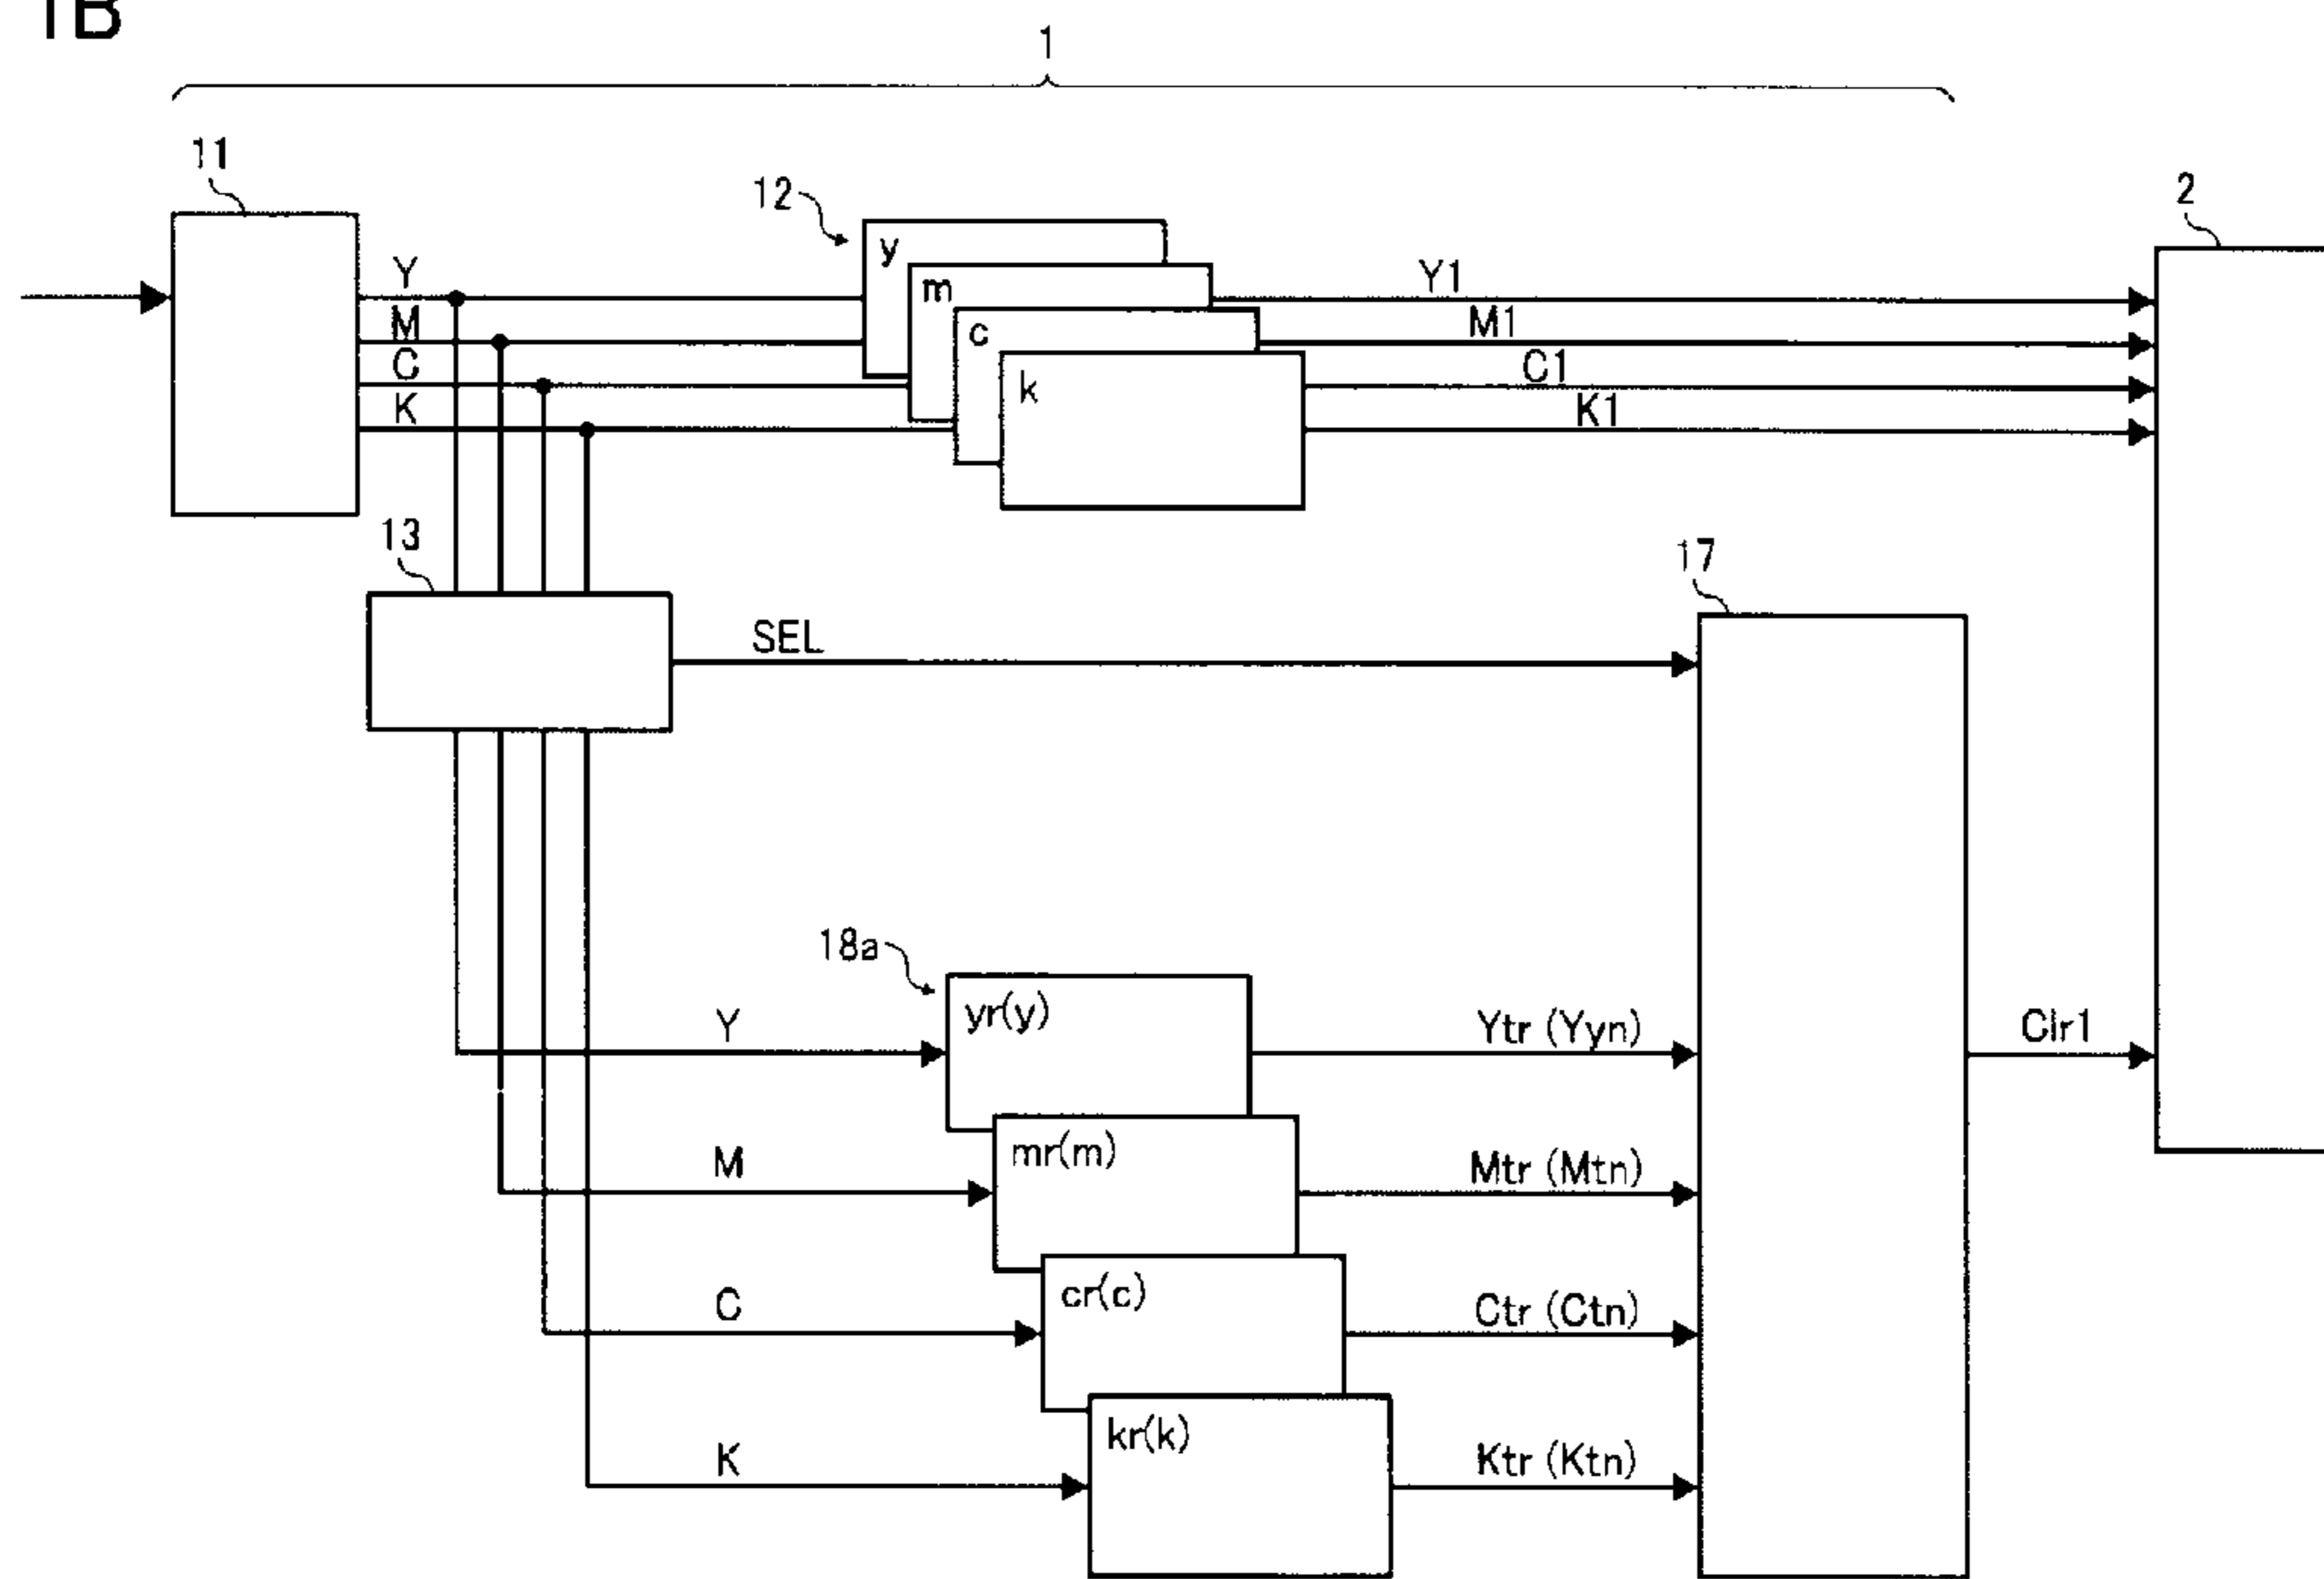 1B
1
11
12
2
y
Y
Y1
m
M
M1
c
C
C1
k
K
K1
13
17
SEL
18a
yr(y)
Y
Ytr (Yyn)
Clr1
mr(m)
M
Mtr (Mtn)
cr(c)
C
Ctr (Ctn)
kr(k)
K
Ktr (Ktn)